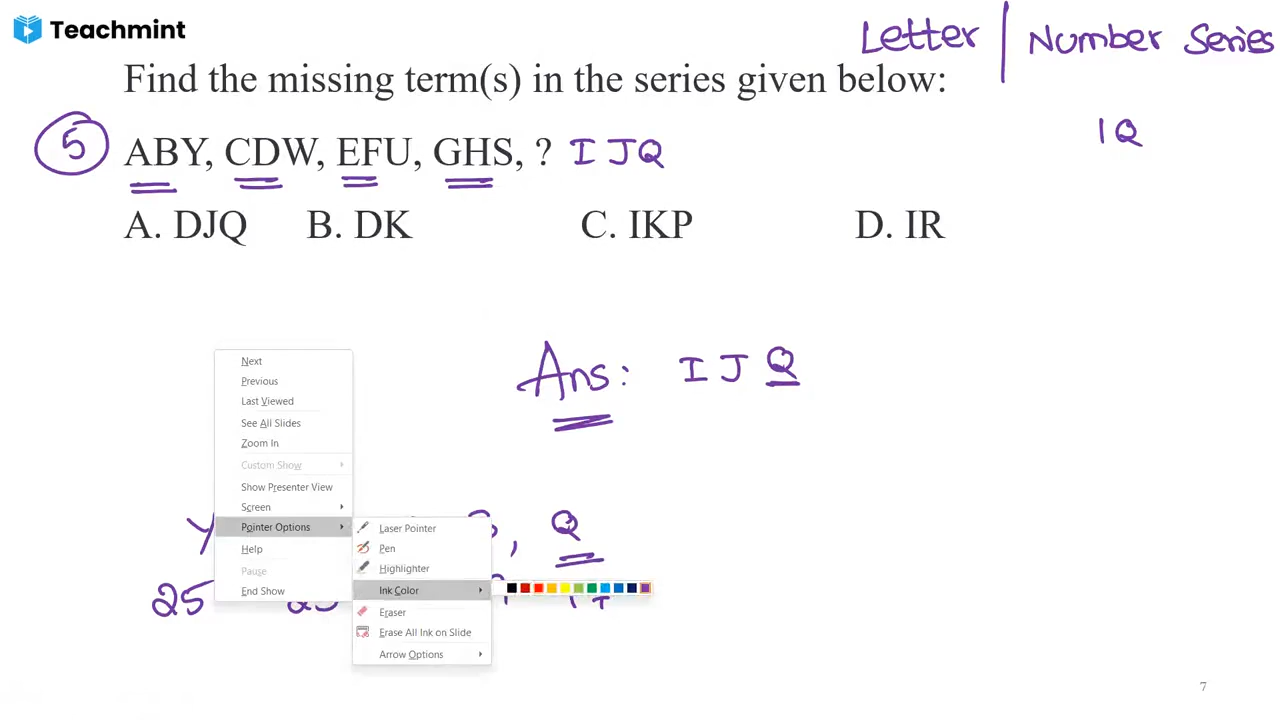 Teachmint
Letter | Number Series
Find the missing term(s) in the series given below:
IQ
5 ABY, CDW, EFU, GHS, ? IJQ
A. DJQ B. DK C. IKP D. IR
Ans: IJQ
Next
Previous
Last Viewed
See All Slides
Zoom In
Custom Show
Show Presenter View
Screen
Pointer Options
Help
Pause
End Show
Laser Pointer
Pen
Highlighter
Ink Color
Eraser
Erase All Ink on Slide
Arrow Options
Y , Q
25
7